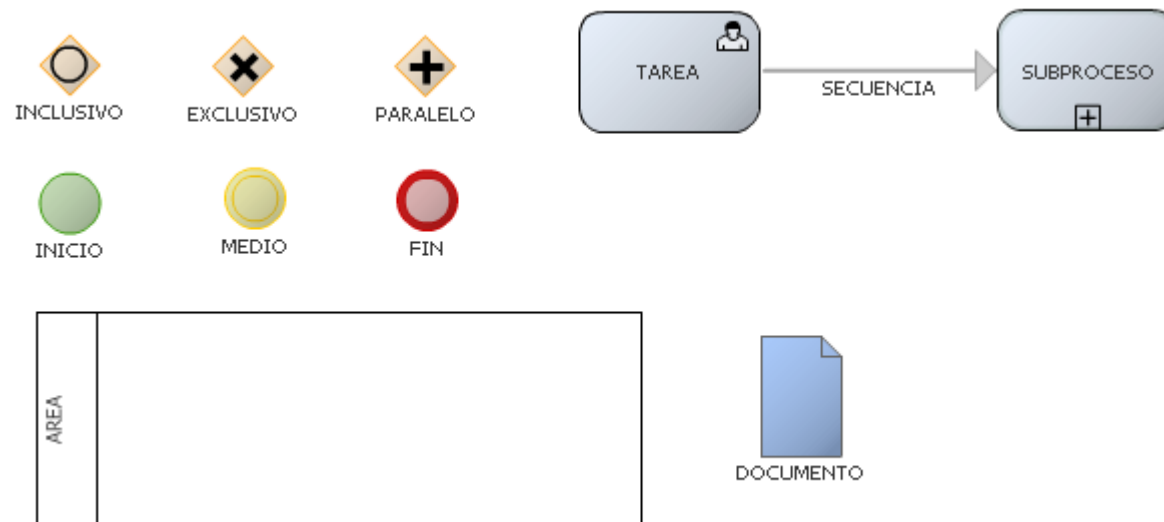 INCLUSIVO
EXCLUSIVO
PARALELO
TAREA
SECUENCIA
SUBPROCESO
INICIO
MEDIO
FIN
AREA
DOCUMENTO